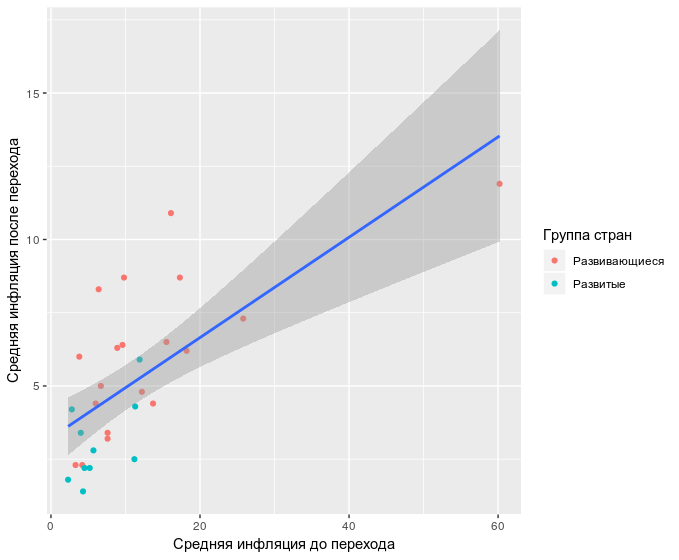 15
10
5
0
20
40
60
Средняя инфляция до перехода
Средняя инфляция после перехода
Группа стран
Развивающиеся
Развитые